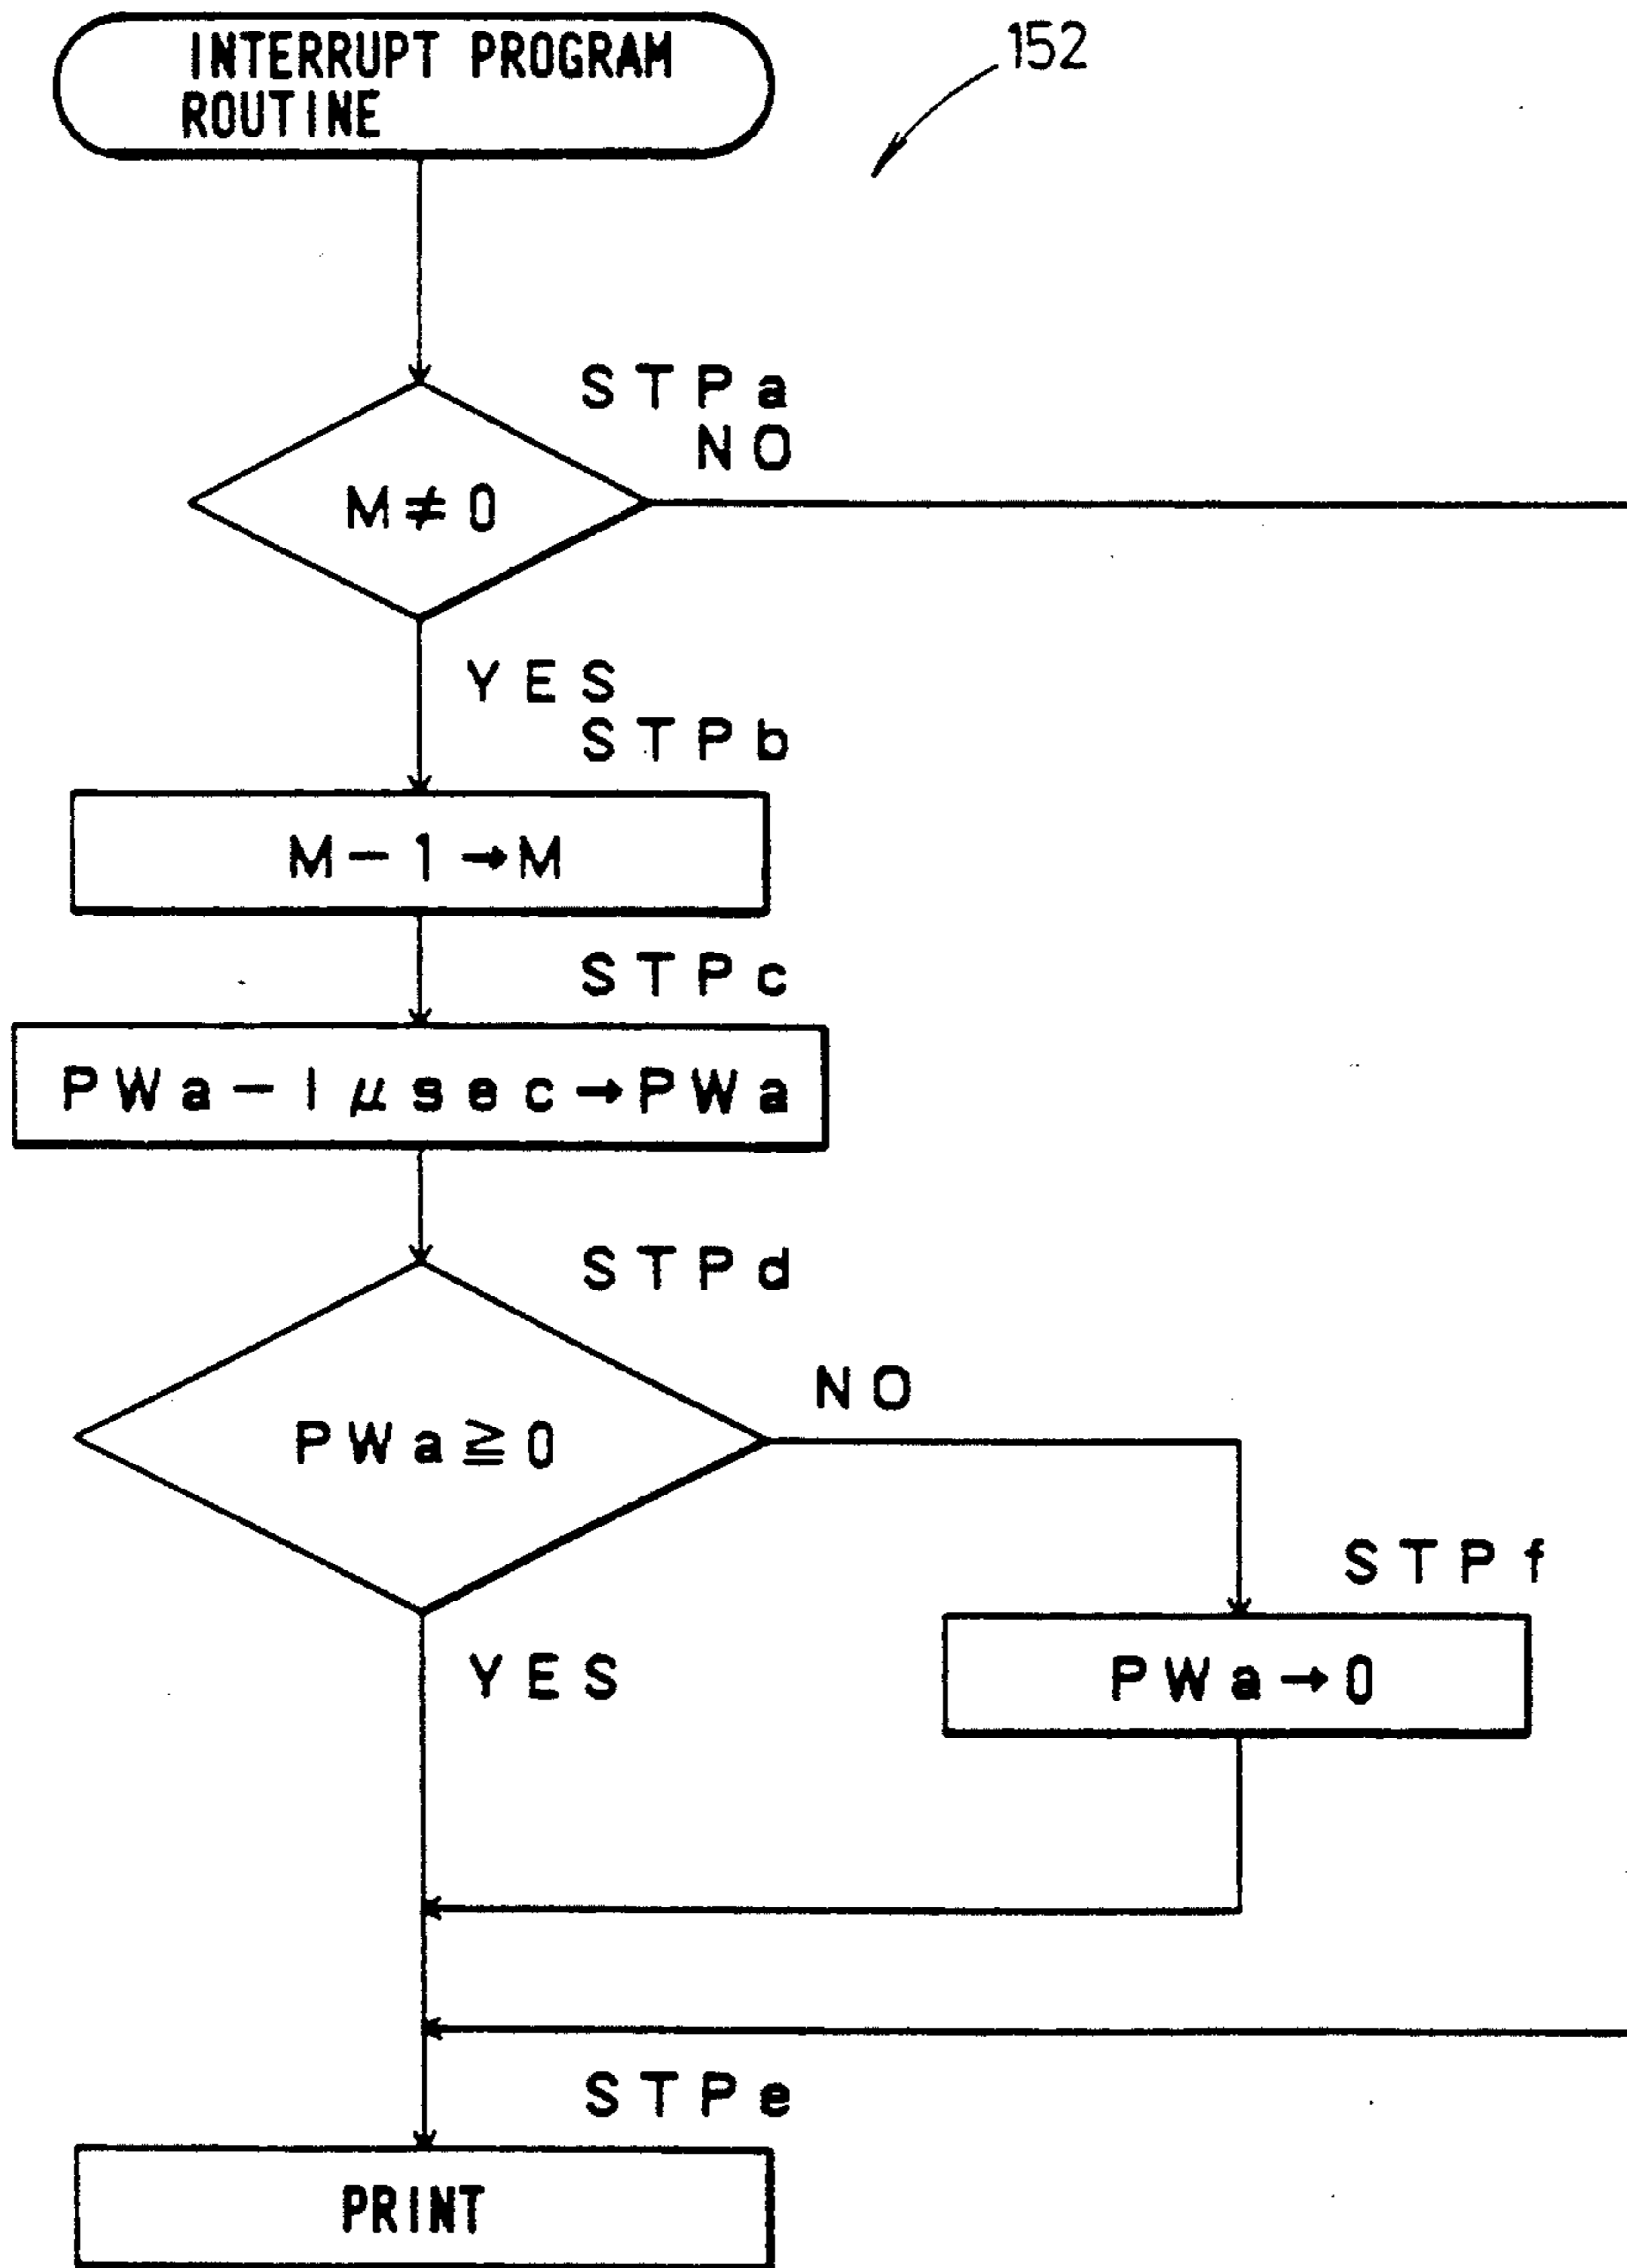 INTERRUPT PROGRAM
ROUTINE
152
STPa
NO
M≠0
YES
STPb
M-1→M
STPc
PWa-1μsec→PWa
STPd
NO
PWa≧0
STPf
YES
PWa→0
STPe
PRINT